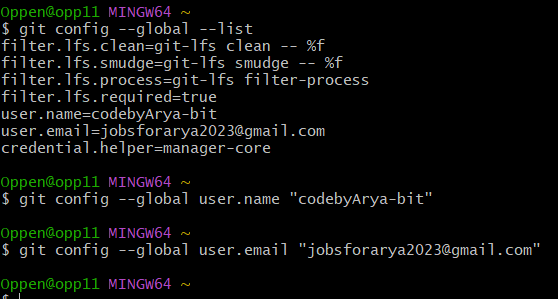 Oppen@opp11 MINGW64 ~
$ git config --global --list
filter.lfs.clean=git-lfs clean -- %f
filter.lfs.smudge=git-lfs smudge -- %f
filter.lfs.process=git-lfs filter-process
filter.lfs.required=true
user.name=codebyArya-bit
user.email=jobsforarya2023@gmail.com
credential.helper=manager-core
Oppen@opp11 MINGW64 ~
$ git config --global user.name "codebyArya-bit"
Oppen@opp11 MINGW64 ~
$ git config --global user.email "jobsforarya2023@gmail.com"
Oppen@opp11 MINGW64 ~
$